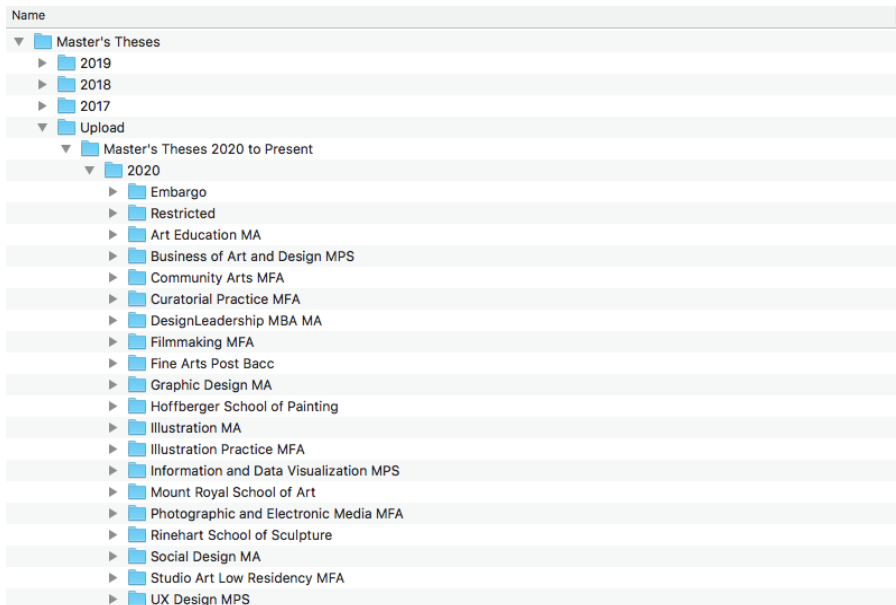 Name
Master's Theses
2019
2018
2017
Upload
Master's Theses 2020 to Present
2020
Embargo
Restricted
Art Education MA
Business of Art and Design MPS
Community Arts MFA
Curatorial Practice MFA
DesignLeadership MBA MA
Filmmaking MFA
Fine Arts Post Bacc
Graphic Design MA
Hoffberger School of Painting
Illustration MA
Illustration Practice MFA
Information and Data Visualization MPS
Mount Royal School of Art
Photographic and Electronic Media MFA
Rinehart School of Sculpture
Social Design MA
Studio Art Low Residency MFA
UX Design MPS